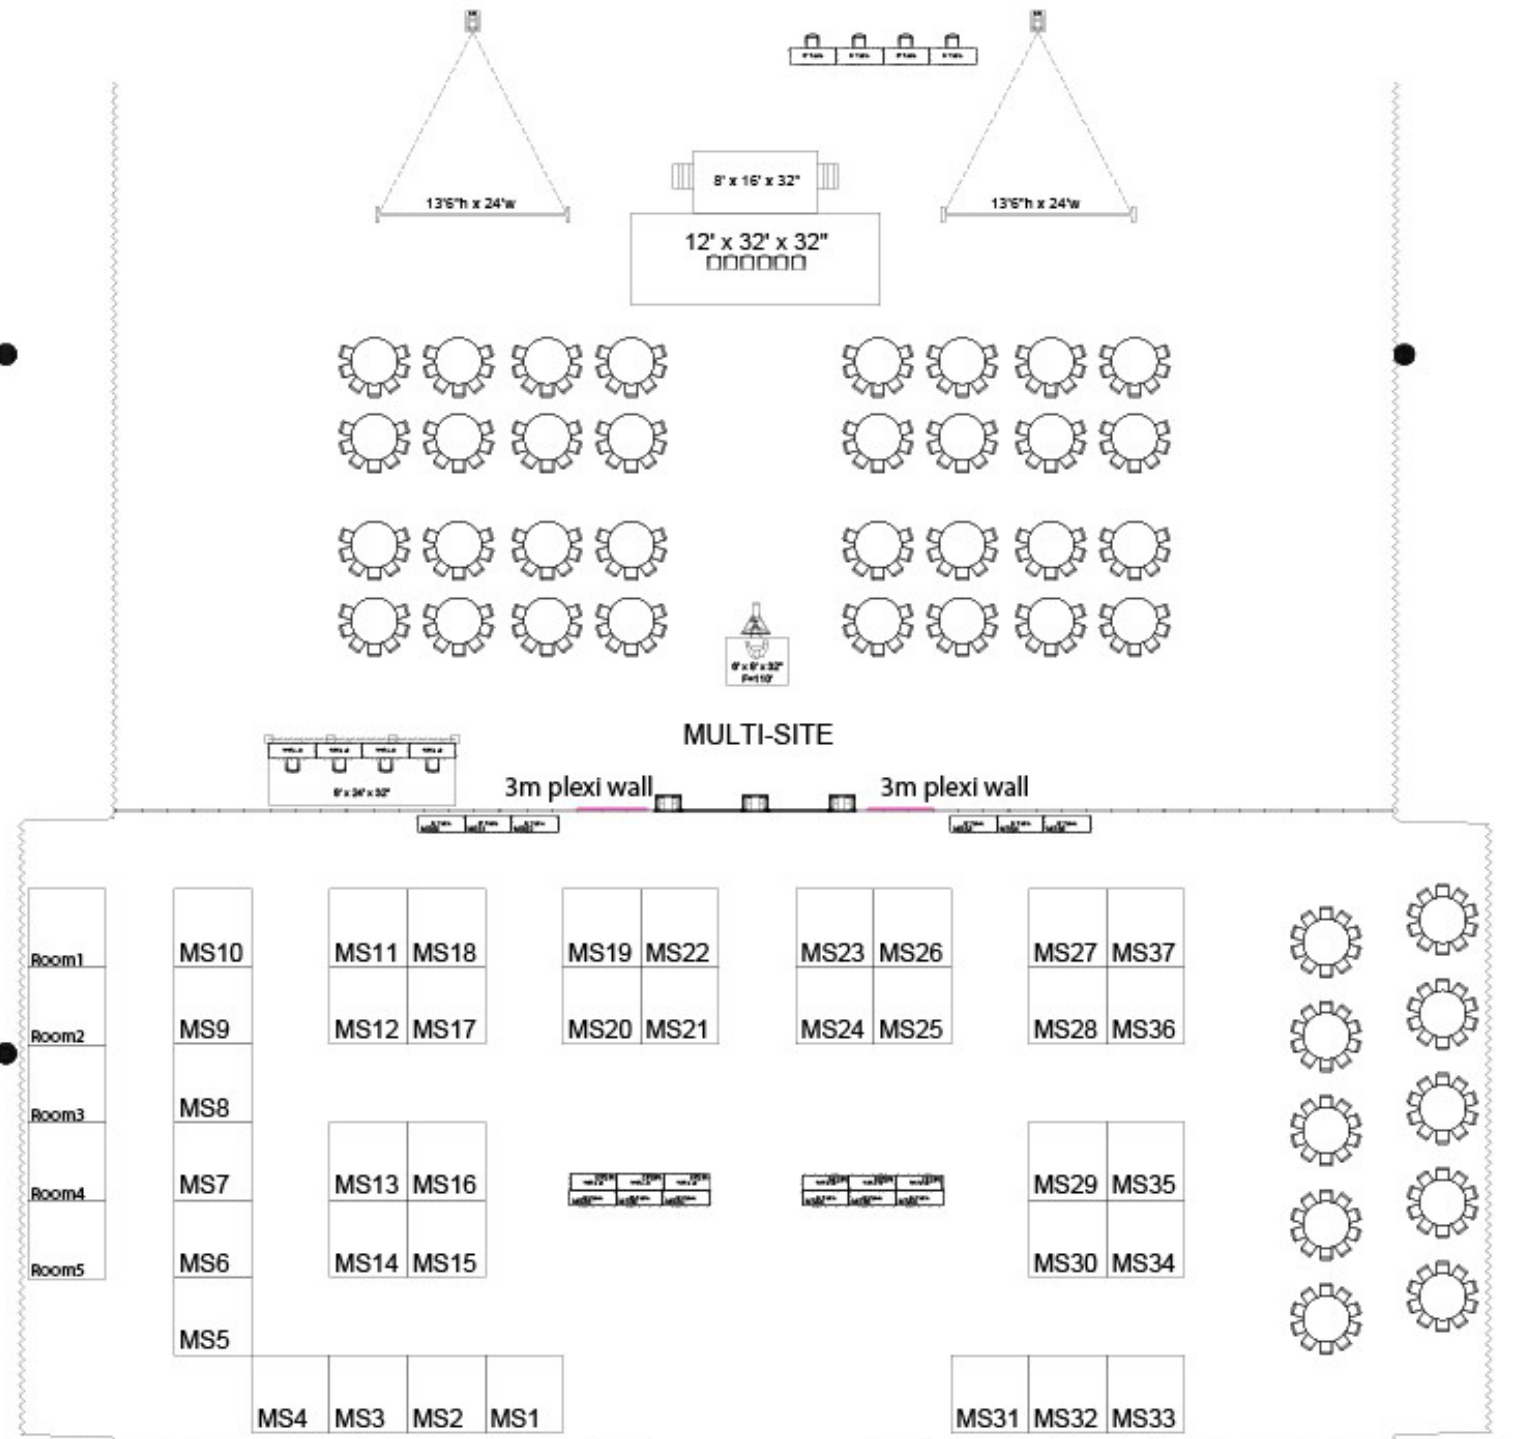 13'6"h x 24'w
13'6"h x 24'w
8' x 16' x 32"
12' x 32' x 32"
MULTI-SITE
8' x 24' x 32"
3m plexi wall
3m plexi wall
Room1
Room2
Room3
Room4
Room5
MS10
MS9
MS8
MS7
MS6
MS5
MS4 MS3 MS2 MS1
MS11 MS18
MS12 MS17
MS13 MS16
MS14 MS15
MS19 MS22
MS20 MS21
MS23 MS26
MS24 MS25
MS27 MS37
MS28 MS36
MS29 MS35
MS30 MS34
MS31 MS32 MS33